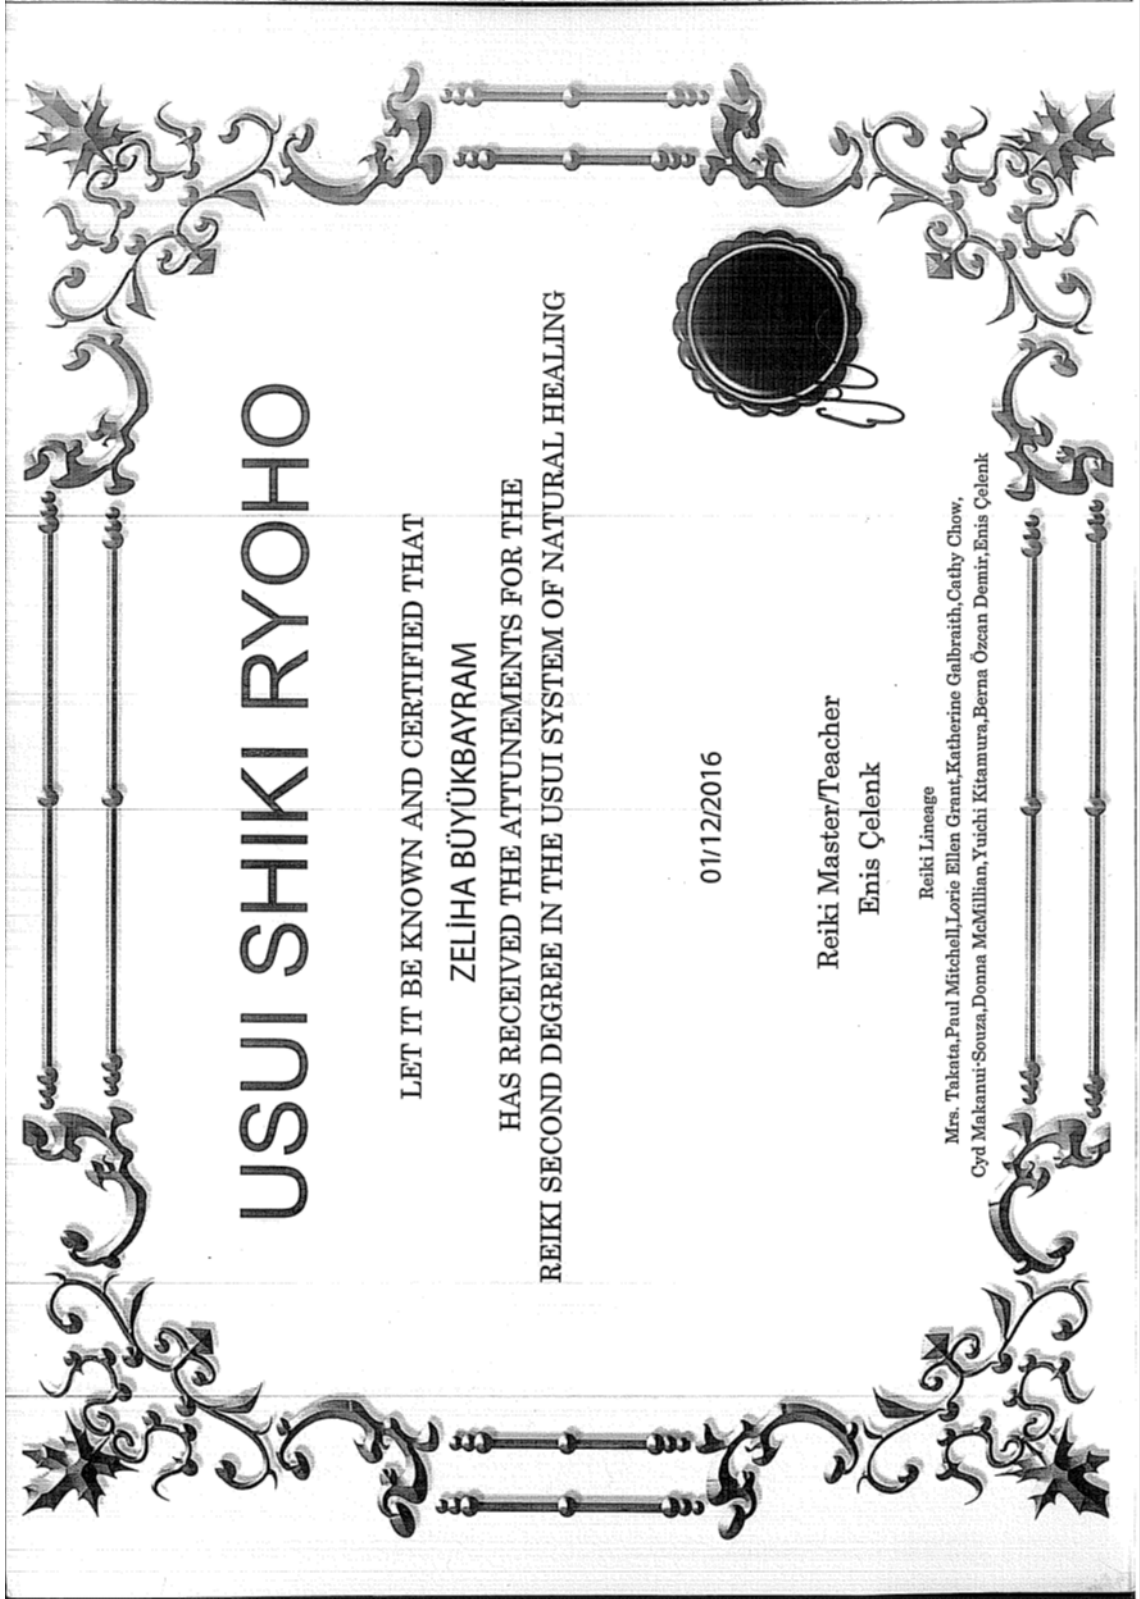 USUI SHIKI RYOHO
LET IT BE KNOWN AND CERTIFIED THAT
ZELİHA BÜYÜKBAYRAM
HAS RECEIVED THE ATTUNEMENTS FOR THE
REIKI SECOND DEGREE IN THE USUI SYSTEM OF NATURAL HEALING
01/12/2016
Reiki Master/Teacher
Enis Çelenk
Reiki Lineage
Mrs. Takata,Paul Mitchell,Lorie Ellen Grant,Katherine Galbraith,Cathy Chow,
Cyd Makanui-Souza,Donna McMillian,Yuichi Kitamura,Berna Özcan Demir,Enis Çelenk